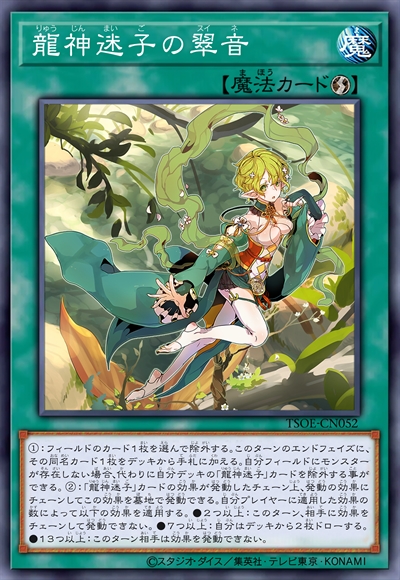 龍神迷子の翠音
魔
【魔法カード】
TSOE-CN052
①：フィールドのカード1枚を選んで除外する。このターンのエンドフェイズに、
その同名カード1枚をデッキから手札に加える。自分フィールドにモンスター
が存在しない場合、代わりに自分デッキの「龍神迷子」カードを除外する事が
できる。②：「龍神迷子」カードの効果が発動したチェーン上、発動の効果に
チェーンしてこの効果を墓地で発動できる。自分プレイヤーに適用した効果の
数によって以下の効果を適用する。●2つ以上：このターン、相手に効果を
チェーンして発動できない。●7つ以上：自分はデッキから2枚ドローする。
●13つ以上：このターン相手は効果を発動できない。
©スタジオ・ダイス／集英社・テレビ東京・KONAMI